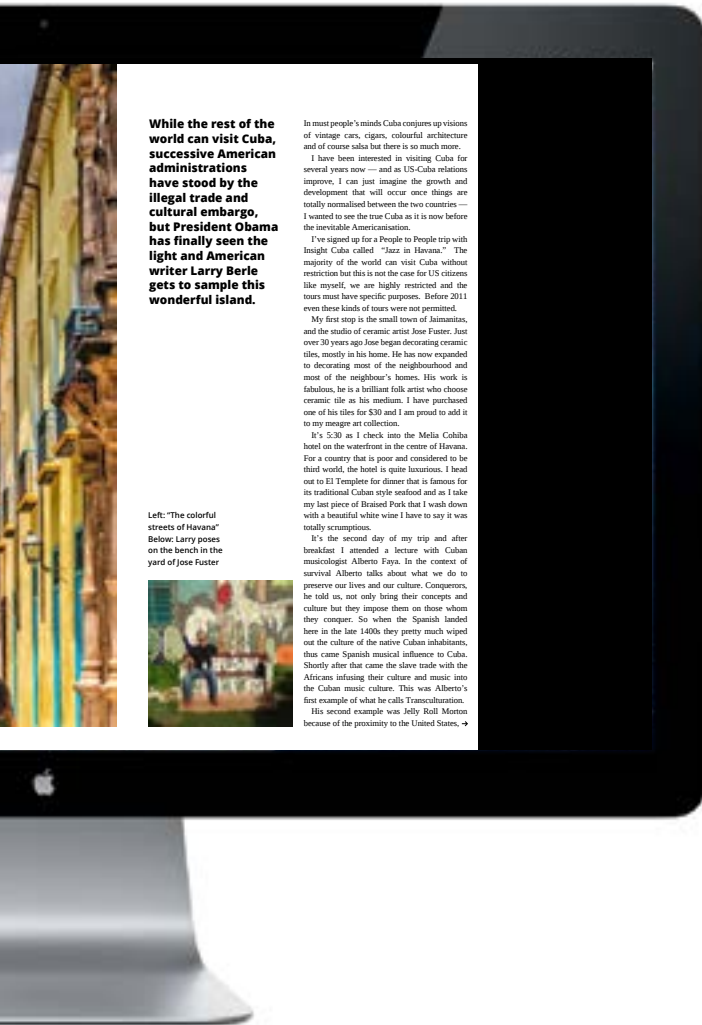 While the rest of the
world can visit Cuba,
successive American
administrations
have stood by the
illegal trade and
cultural embargo,
but President Obama
has finally seen the
light and American
writer Larry Berle
gets to sample this
wonderful island.
Left: “The colorful
streets of Havana”
Below: Larry poses
on the bench in the
yard of Jose Fuster
In must people’s minds Cuba conjures up visions
of vintage cars, cigars, colourful architecture
and of course salsa but there is so much more.
I have been interested in visiting Cuba for
several years now — and as US-Cuba relations
improve, I can just imagine the growth and
development that will occur once things are
totally normalised between the two countries —
I wanted to see the true Cuba as it is now before
the inevitable Americanisation.
I’ve signed up for a People to People trip with
Insight Cuba called “Jazz in Havana.” The
majority of the world can visit Cuba without
restriction but this is not the case for US citizens
like myself, we are highly restricted and the
tours must have specific purposes. Before 2011
even these kinds of tours were not permitted.
My first stop is the small town of Jaimanitas,
and the studio of ceramic artist Jose Fuster. Just
over 30 years ago Jose began decorating ceramic
tiles, mostly in his home. He has now expanded
to decorating most of the neighbourhood and
most of the neighbour’s homes. His work is
fabulous, he is a brilliant folk artist who choose
ceramic tile as his medium. I have purchased
one of his tiles for $30 and I am proud to add it
to my meagre art collection.
It’s 5:30 as I check into the Melia Cohiba
hotel on the waterfront in the centre of Havana.
For a country that is poor and considered to be
third world, the hotel is quite luxurious. I head
out to El Templete for dinner that is famous for
its traditional Cuban style seafood and as I take
my last piece of Braised Pork that I wash down
with a beautiful white wine I have to say it was
totally scrumptious.
It’s the second day of my trip and after
breakfast I attended a lecture with Cuban
musicologist Alberto Faya. In the context of
survival Alberto talks about what we do to
preserve our lives and our culture. Conquerors,
he told us, not only bring their concepts and
culture but they impose them on those whom
they conquer. So when the Spanish landed
here in the late 1400s they pretty much wiped
out the culture of the native Cuban inhabitants,
thus came Spanish musical influence to Cuba.
Shortly after that came the slave trade with the
Africans infusing their culture and music into
the Cuban music culture. This was Alberto’s
first example of what he calls Transculturation.
His second example was Jelly Roll Morton
because of the proximity to the United States, →